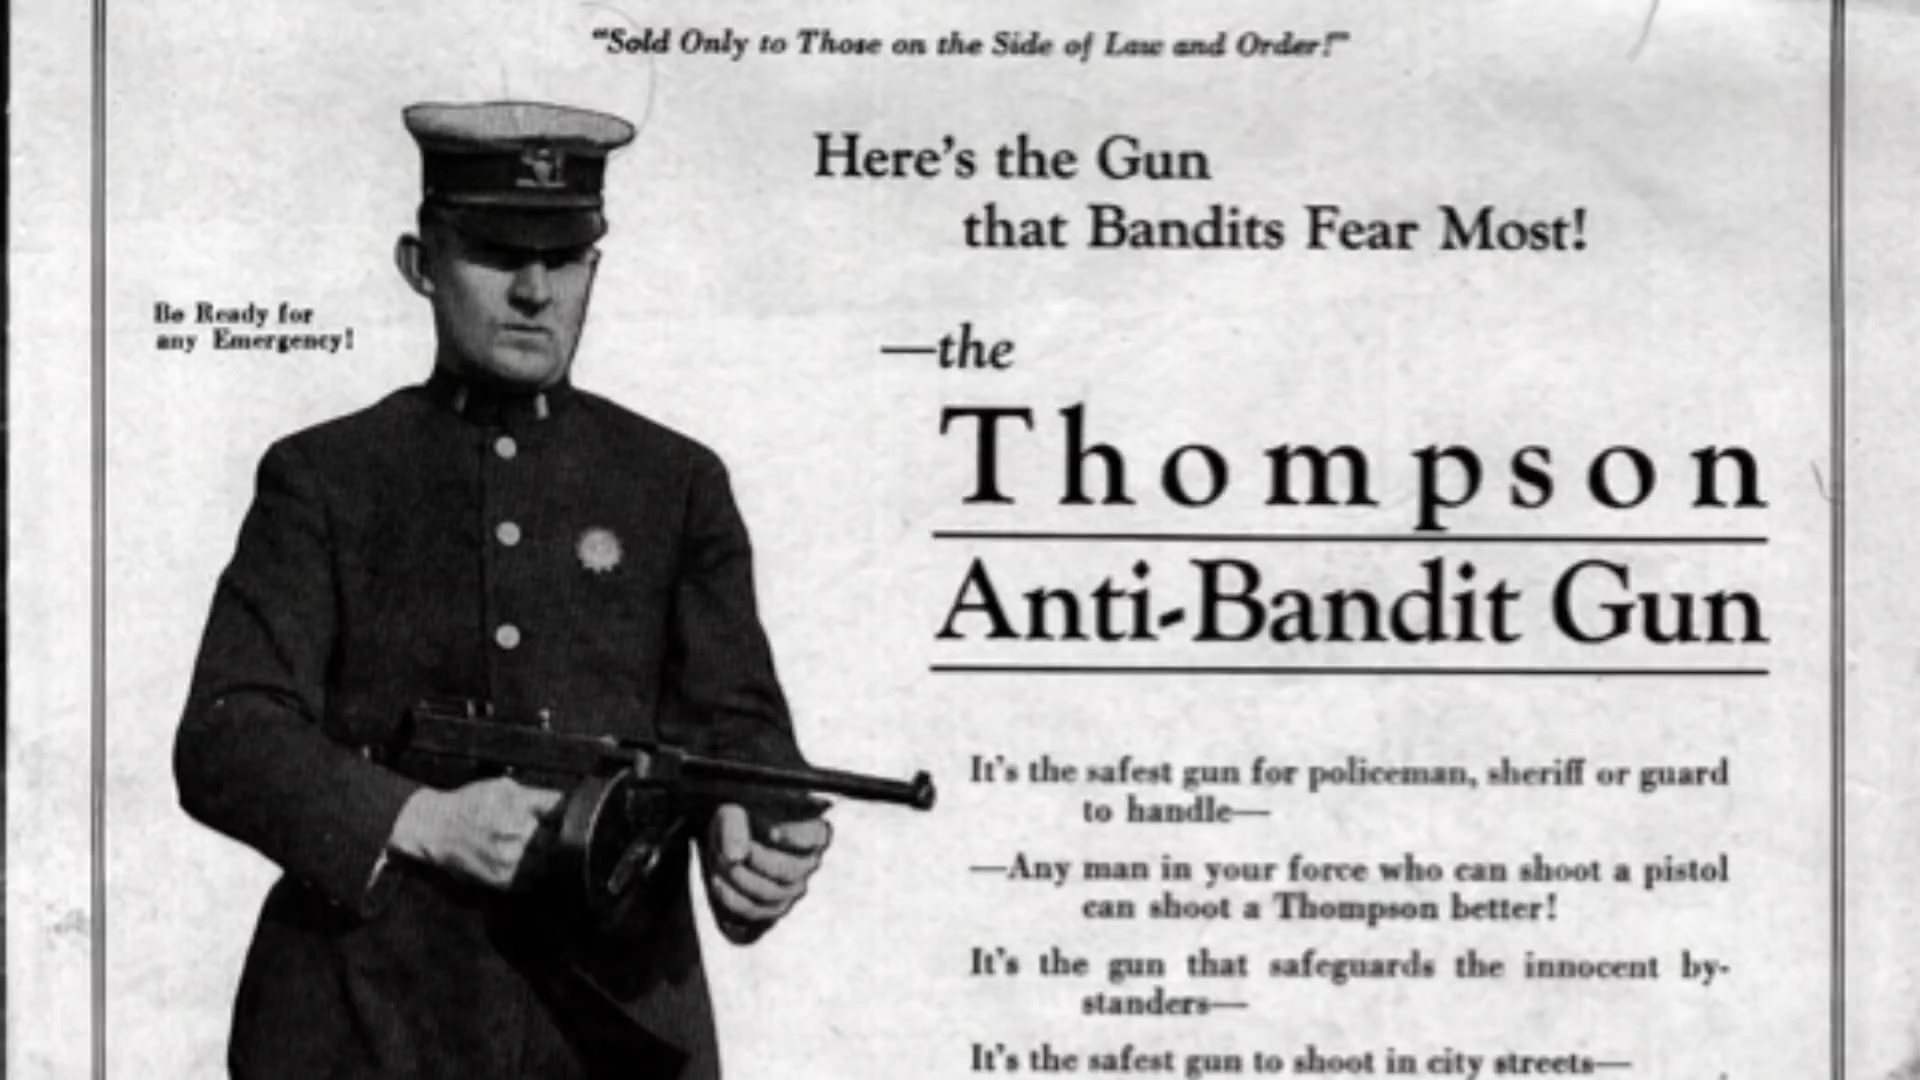 "Sold Only to Those on the Side of Law and Order!"
Here's the Gun
that Bandits Fear Most!
Be Ready for
any Emergency!
—the
Thompson
Anti-Bandit Gun
It's the safest gun for policeman, sheriff or guard
to handle—
—Any man in your force who can shoot a pistol
can shoot a Thompson better!
It's the gun that safeguards the innocent by-
standers—
It's the safest gun to shoot in city streets—